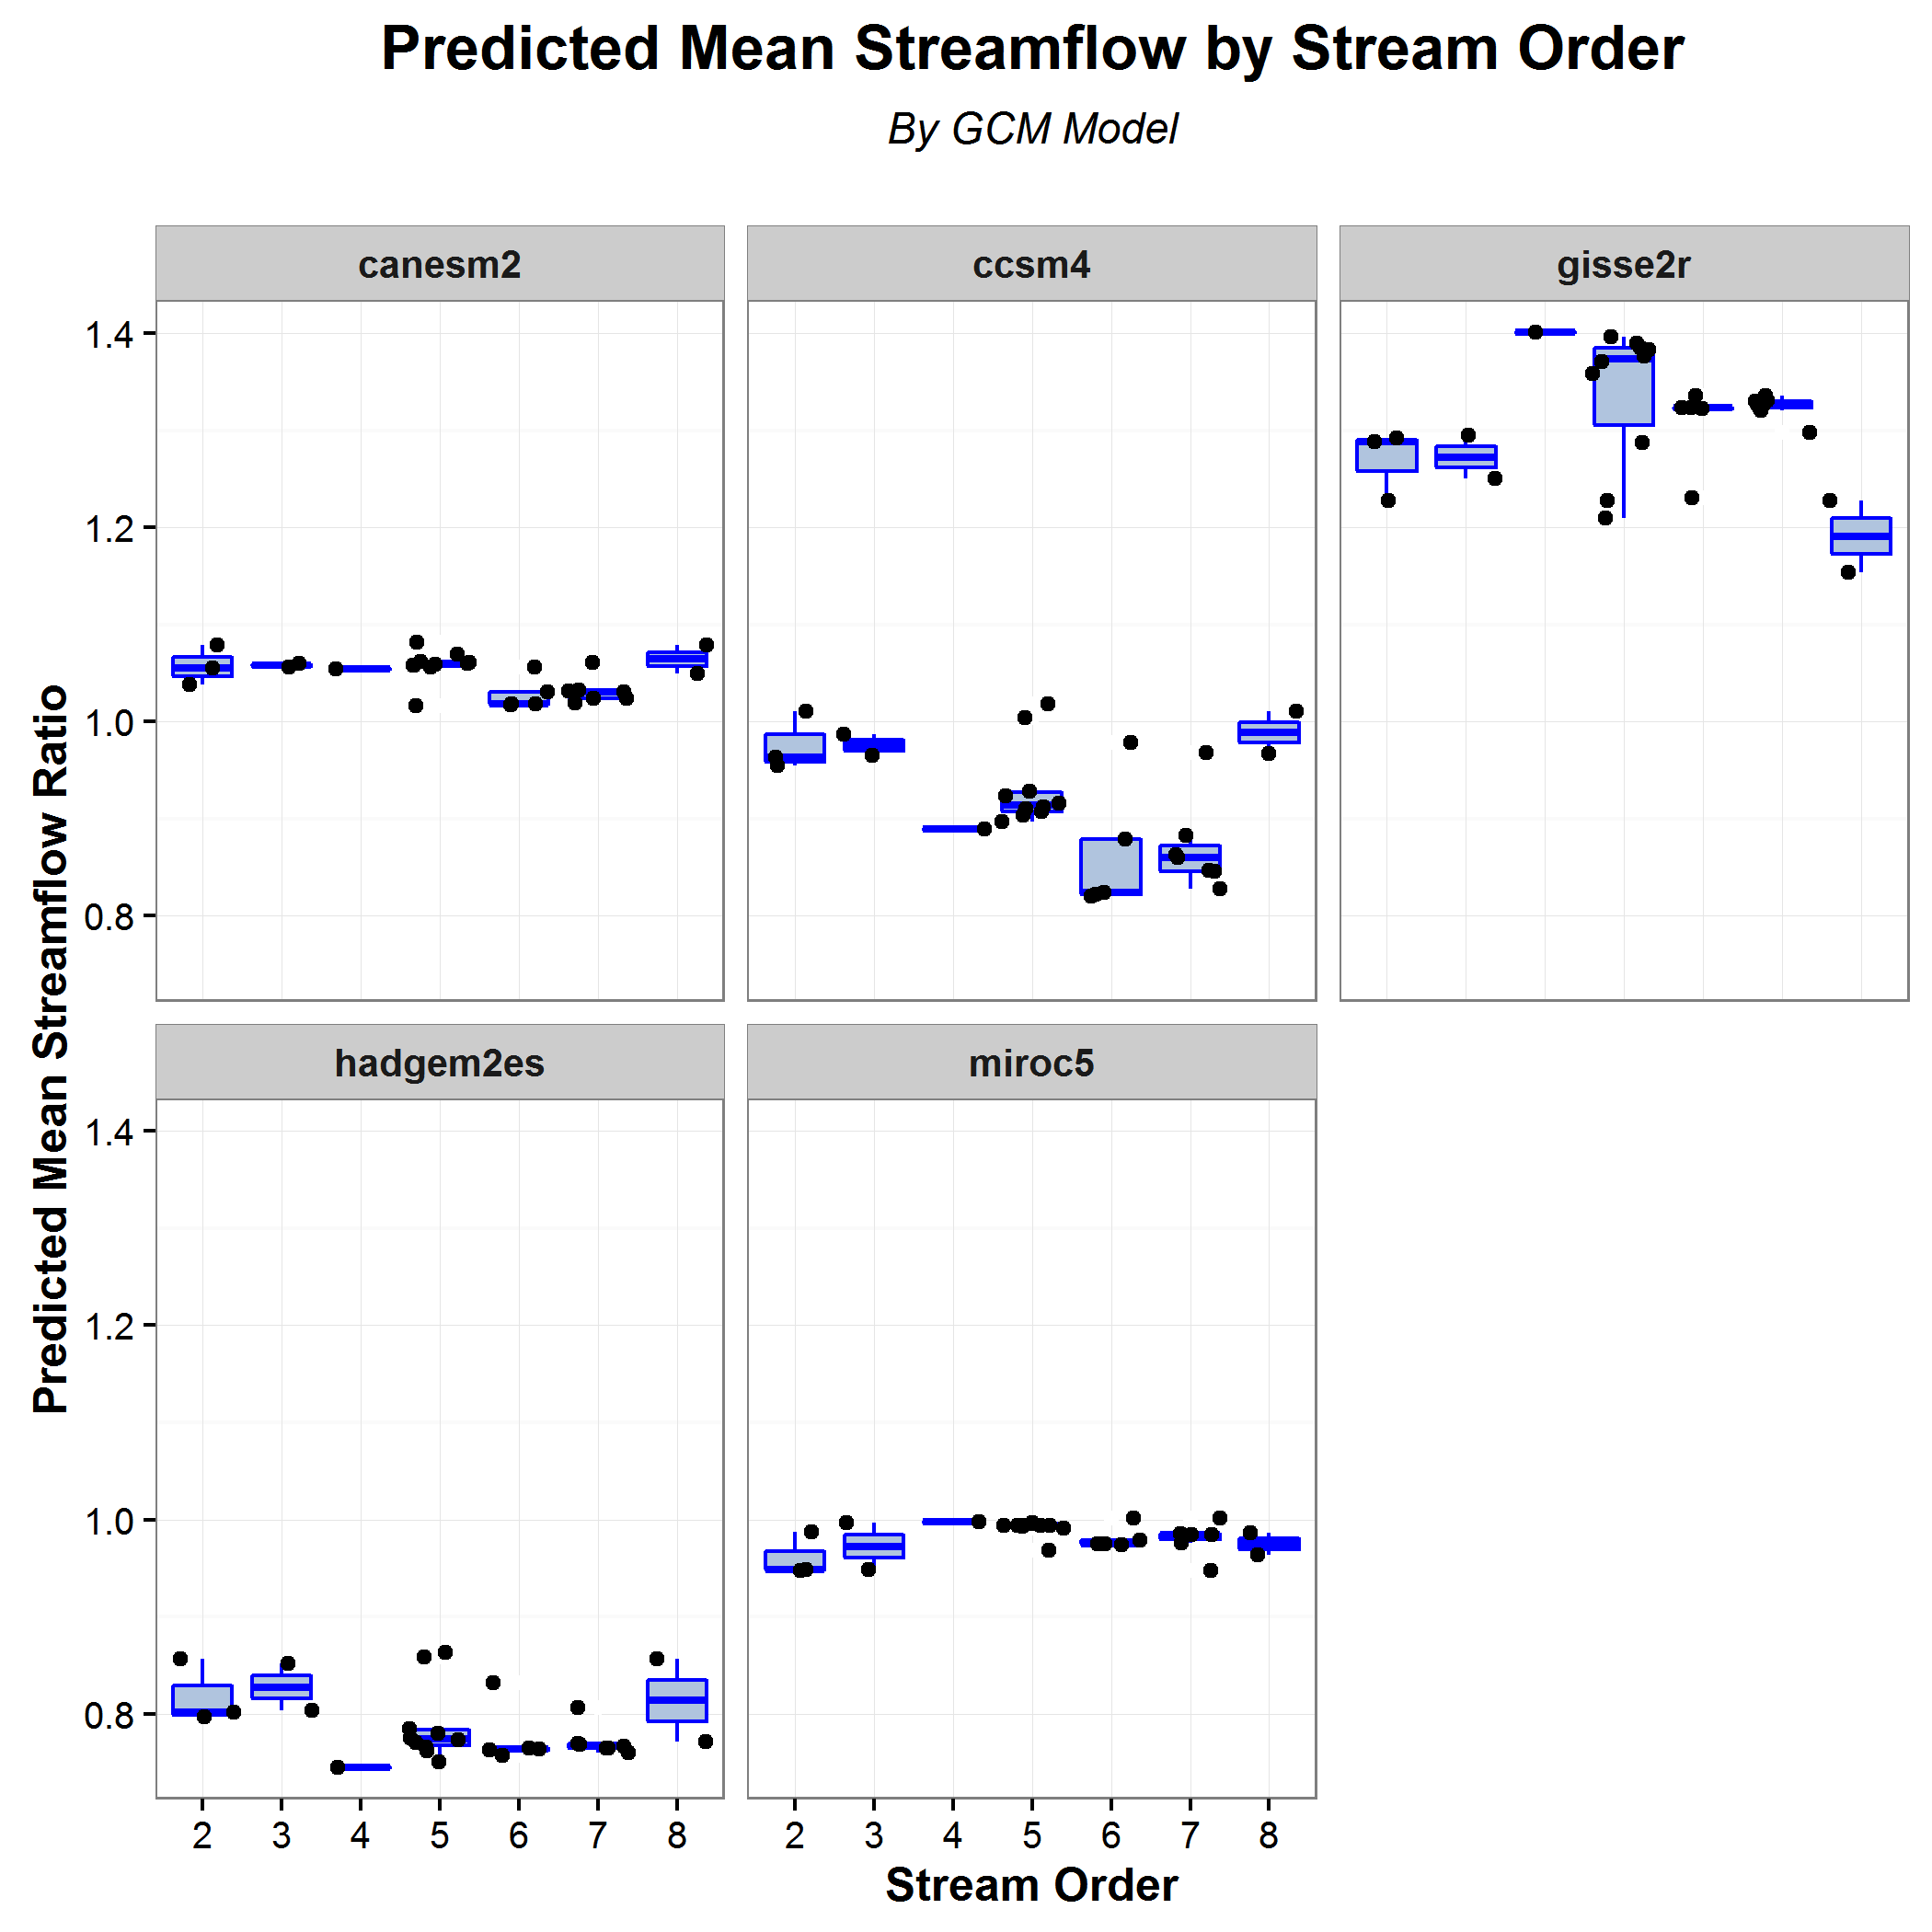 Predicted Mean Streamflow by Stream Order
By GCM Model
canesm2
ccsm4
gisse2r
1.4
1.2
1.0
0.8
Predicted Mean Streamflow Ratio
hadgem2es
miroc5
1.4
1.2
1.0
0.8
2 3 4 5 6 7 8
2 3 4 5 6 7 8
Stream Order